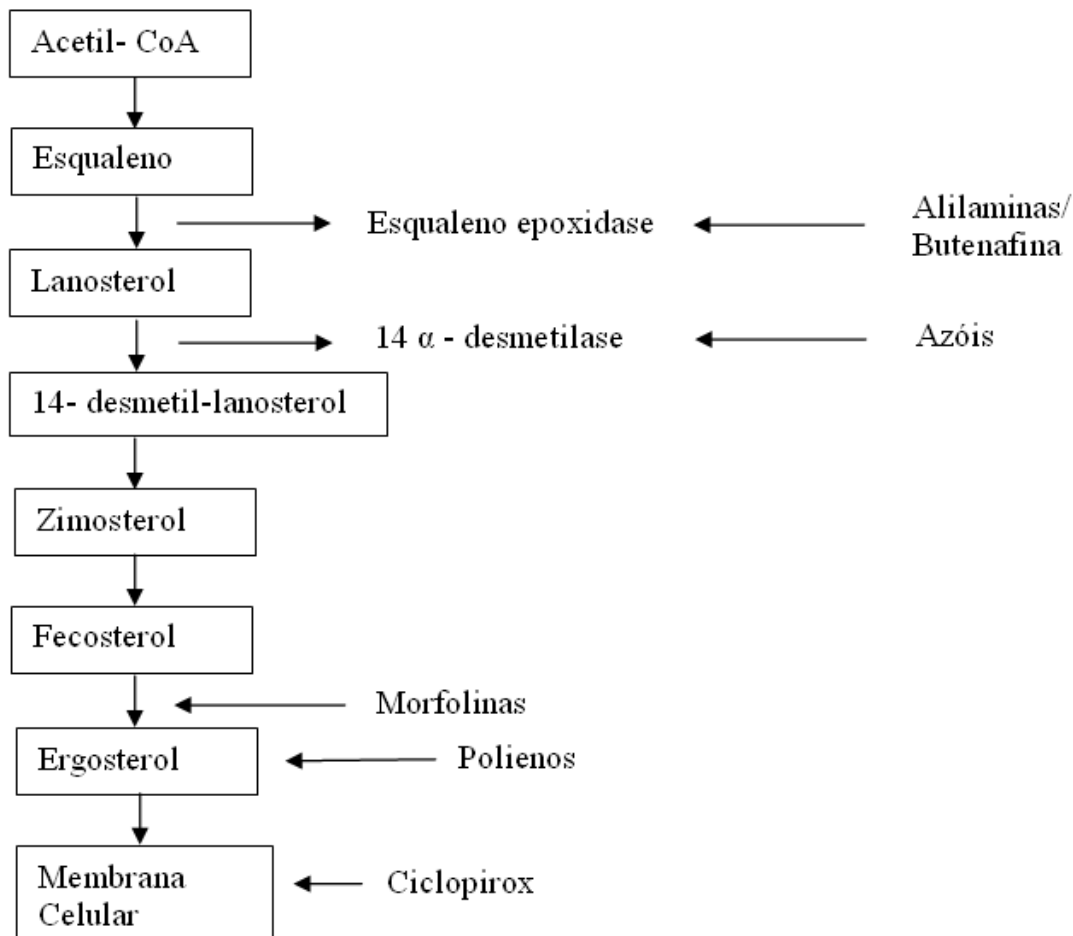 Acetil- CoA
Esqualeno
Esqualeno epoxidase
Alilaminas/
Butenafina
Lanosterol
14 α - desmetilase
Azóis
14- desmetil-lanosterol
Zimosterol
Fecosterol
Morfolinas
Ergosterol
Polienos
Membrana
Celular
Ciclopirox